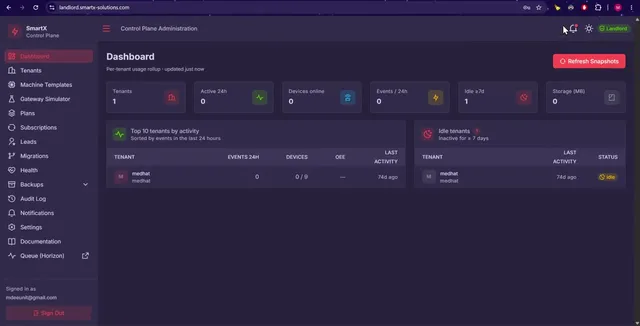 landlord.smartx-solutions.com
SmartX
Control Plane
Control Plane Administration
Landlord
Dashboard
Tenants
Machine Templates
Gateway Simulator
Plans
Subscriptions
Leads
Migrations
Health
Backups
Audit Log
Notifications
Settings
Documentation
Queue (Horizon)
Signed in as
mdesunit@gmail.com
Sign Out
Dashboard
Per-tenant usage rollup · updated just now
Refresh Snapshots
Tenants
1
Active 24h
0
Devices online
0
Events / 24h
0
Idle ≥7d
1
Storage (MB)
0
Top 10 tenants by activity
Sorted by events in the last 24 hours.
TENANT EVENTS 24H DEVICES OEE LAST ACTIVITY
M medhat 0 0 / 9 — 74d ago
medhat
Idle tenants
Inactive for ≥ 7 days
TENANT LAST ACTIVITY STATUS
M medhat 74d ago idle
medhat